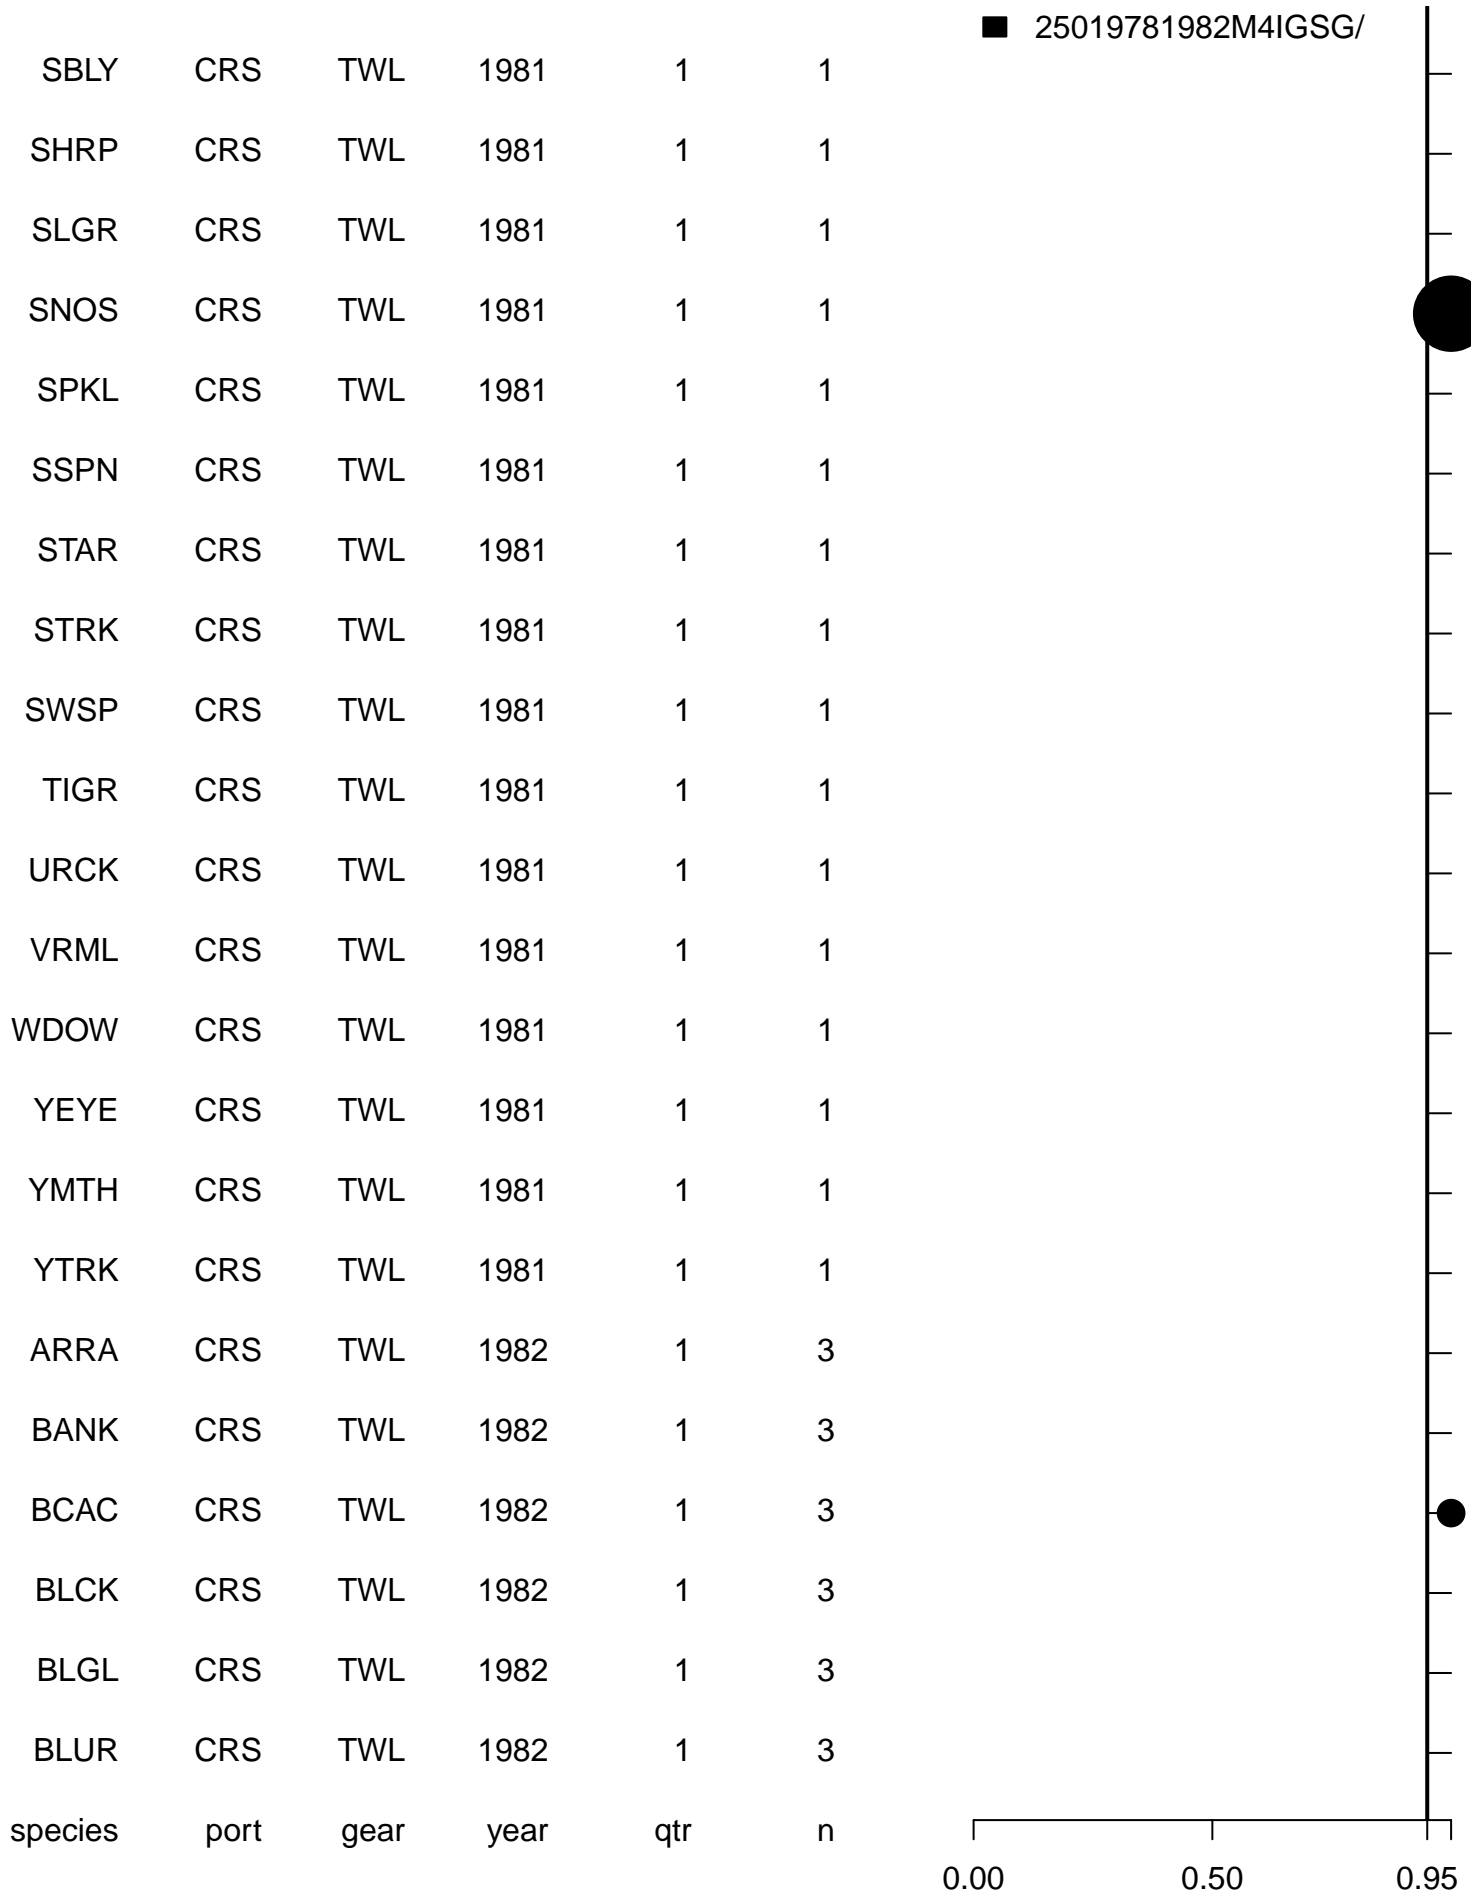 25019781982M4IGSG/
SBLY CRS TWL 1981 1 1
SHRP CRS TWL 1981 1 1
SLGR CRS TWL 1981 1 1
SNOS CRS TWL 1981 1 1
SPKL CRS TWL 1981 1 1
SSPN CRS TWL 1981 1 1
STAR CRS TWL 1981 1 1
STRK CRS TWL 1981 1 1
SWSP CRS TWL 1981 1 1
TIGR CRS TWL 1981 1 1
URCK CRS TWL 1981 1 1
VRML CRS TWL 1981 1 1
WDOW CRS TWL 1981 1 1
YEYE CRS TWL 1981 1 1
YMTH CRS TWL 1981 1 1
YTRK CRS TWL 1981 1 1
ARRA CRS TWL 1982 1 3
BANK CRS TWL 1982 1 3
BCAC CRS TWL 1982 1 3
BLCK CRS TWL 1982 1 3
BLGL CRS TWL 1982 1 3
BLUR CRS TWL 1982 1 3
species port gear year qtr n
0.00 0.50 0.95